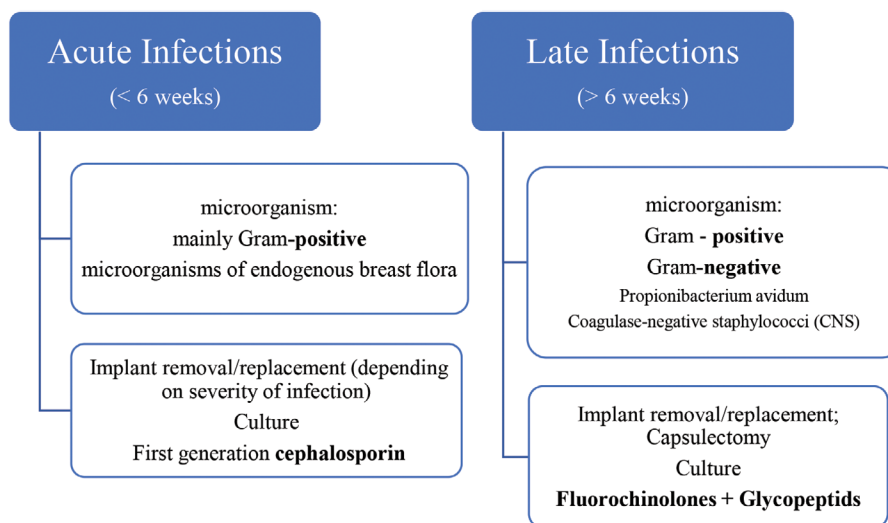 Acute Infections
(< 6 weeks)
microorganism:
mainly Gram-positive
microorganisms of endogenous breast flora
Implant removal/replacement (depending
on severity of infection)
Culture
First generation cephalosporin
Late Infections
(> 6 weeks)
microorganism:
Gram - positive
Gram-negative
Propionibacterium avidum
Coagulase-negative staphylococci (CNS)
Implant removal/replacement;
Capsulectomy
Culture
Fluorochinolones + Glycopeptids